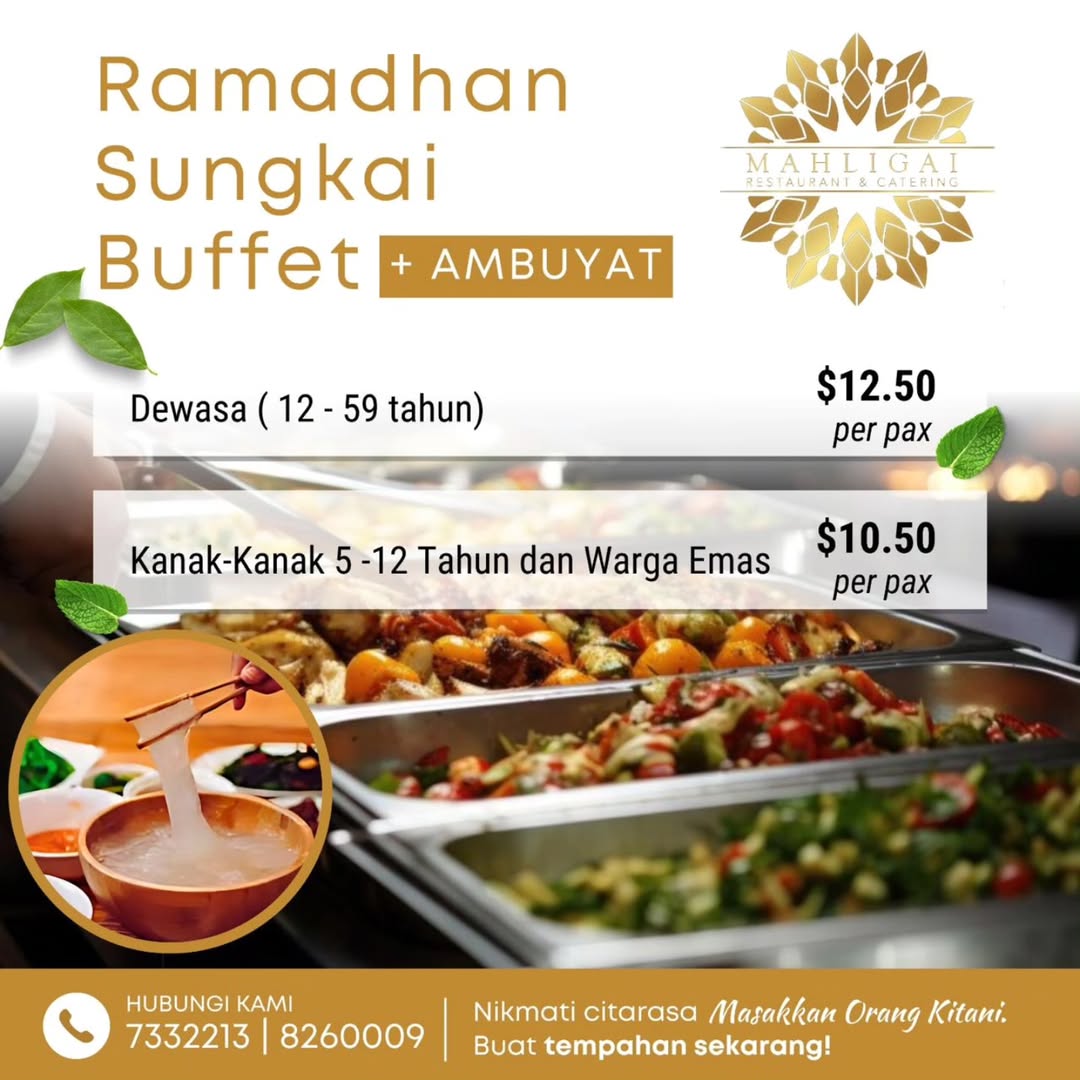 Ramadhan
Sungkai
Buffet + AMBUYAT
MAHLIGAI
RESTAURANT & CATERING
Dewasa ( 12 - 59 tahun)
$12.50
per pax
Kanak-Kanak 5 -12 Tahun dan Warga Emas
$10.50
per pax
HUBUNGI KAMI
7332213 | 8260009
Nikmati citarasa Masakkan Orang Kitani.
Buat tempahan sekarang!